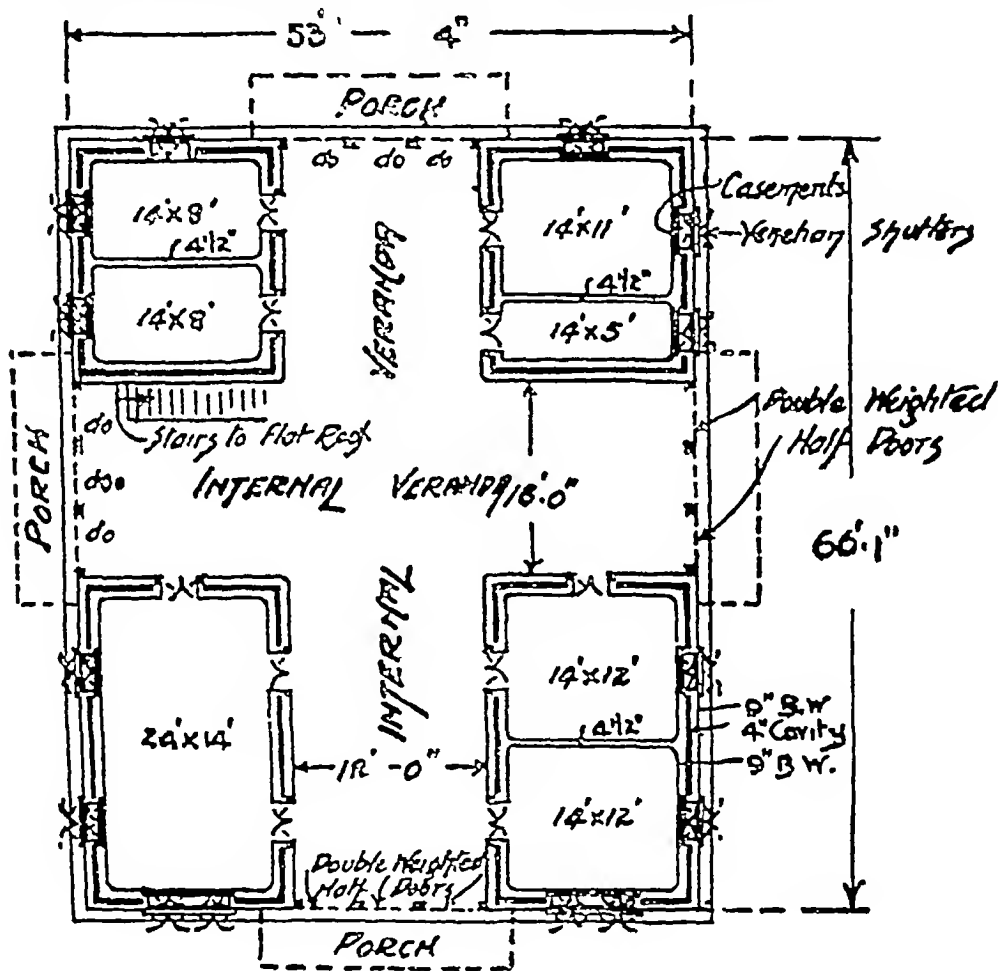 53' - 4"
PORCH
do do do
14'x8'
4½"
14'x8'
14'x11'
4½"
14'x5'
Casements
Venetian Shutters
VERANDA
Double Weighted
Half Doors
Stairs to Flat Roof
PORCH
do
do
do
INTERNAL VERANDA
18'-0"
66'-1"
INTERNAL
24'x14'
14'x12'
4½"
14'x12'
9" B.W
4" Cavity
9" B W.
-0"
Double Weighted
Half Doors
PORCH